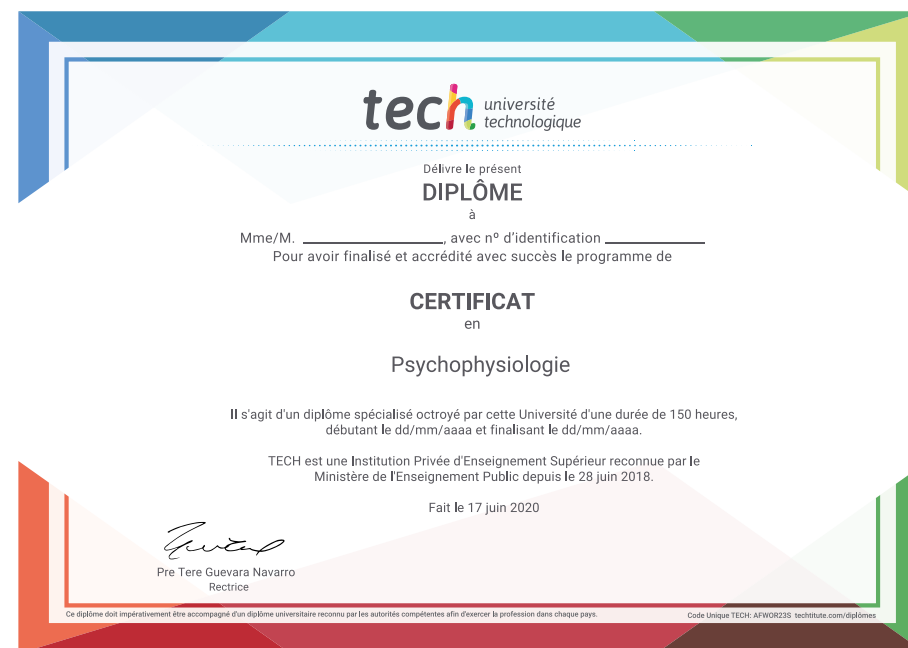 tech université
technologique
Délivre le présent
DIPLÔME
à
Mme/M. ____________________, avec nº d'identification ______________
Pour avoir finalisé et accrédité avec succès le programme de
CERTIFICAT
en
Psychophysiologie
Il s'agit d'un diplôme spécialisé octroyé par cette Université d'une durée de 150 heures,
débutant le dd/mm/aaaa et finalisant le dd/mm/aaaa.
TECH est une Institution Privée d'Enseignement Supérieur reconnue par le
Ministère de l'Enseignement Public depuis le 28 juin 2018.
Fait le 17 juin 2020
Pre Tere Guevara Navarro
Rectrice
Ce diplôme doit impérativement être accompagné d'un diplôme universitaire reconnu par les autorités compétentes afin d'exercer la profession dans chaque pays.
Code Unique TECH: AFWOR23S techtitute.com/diplômes